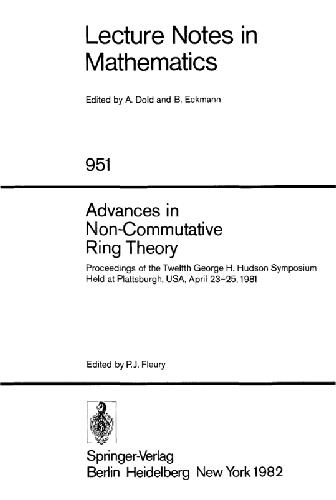 Lecture Notes in
Mathematics
Edited by A. Dold and B. Eckmann
951
Advances in
Non-Commutative
Ring Theory
Proceedings of the Twelfth George H. Hudson Symposium
Held at Plattsburgh, USA, April 23–25, 1981
Edited by P.J. Fleury
Springer-Verlag
Berlin Heidelberg New York 1982